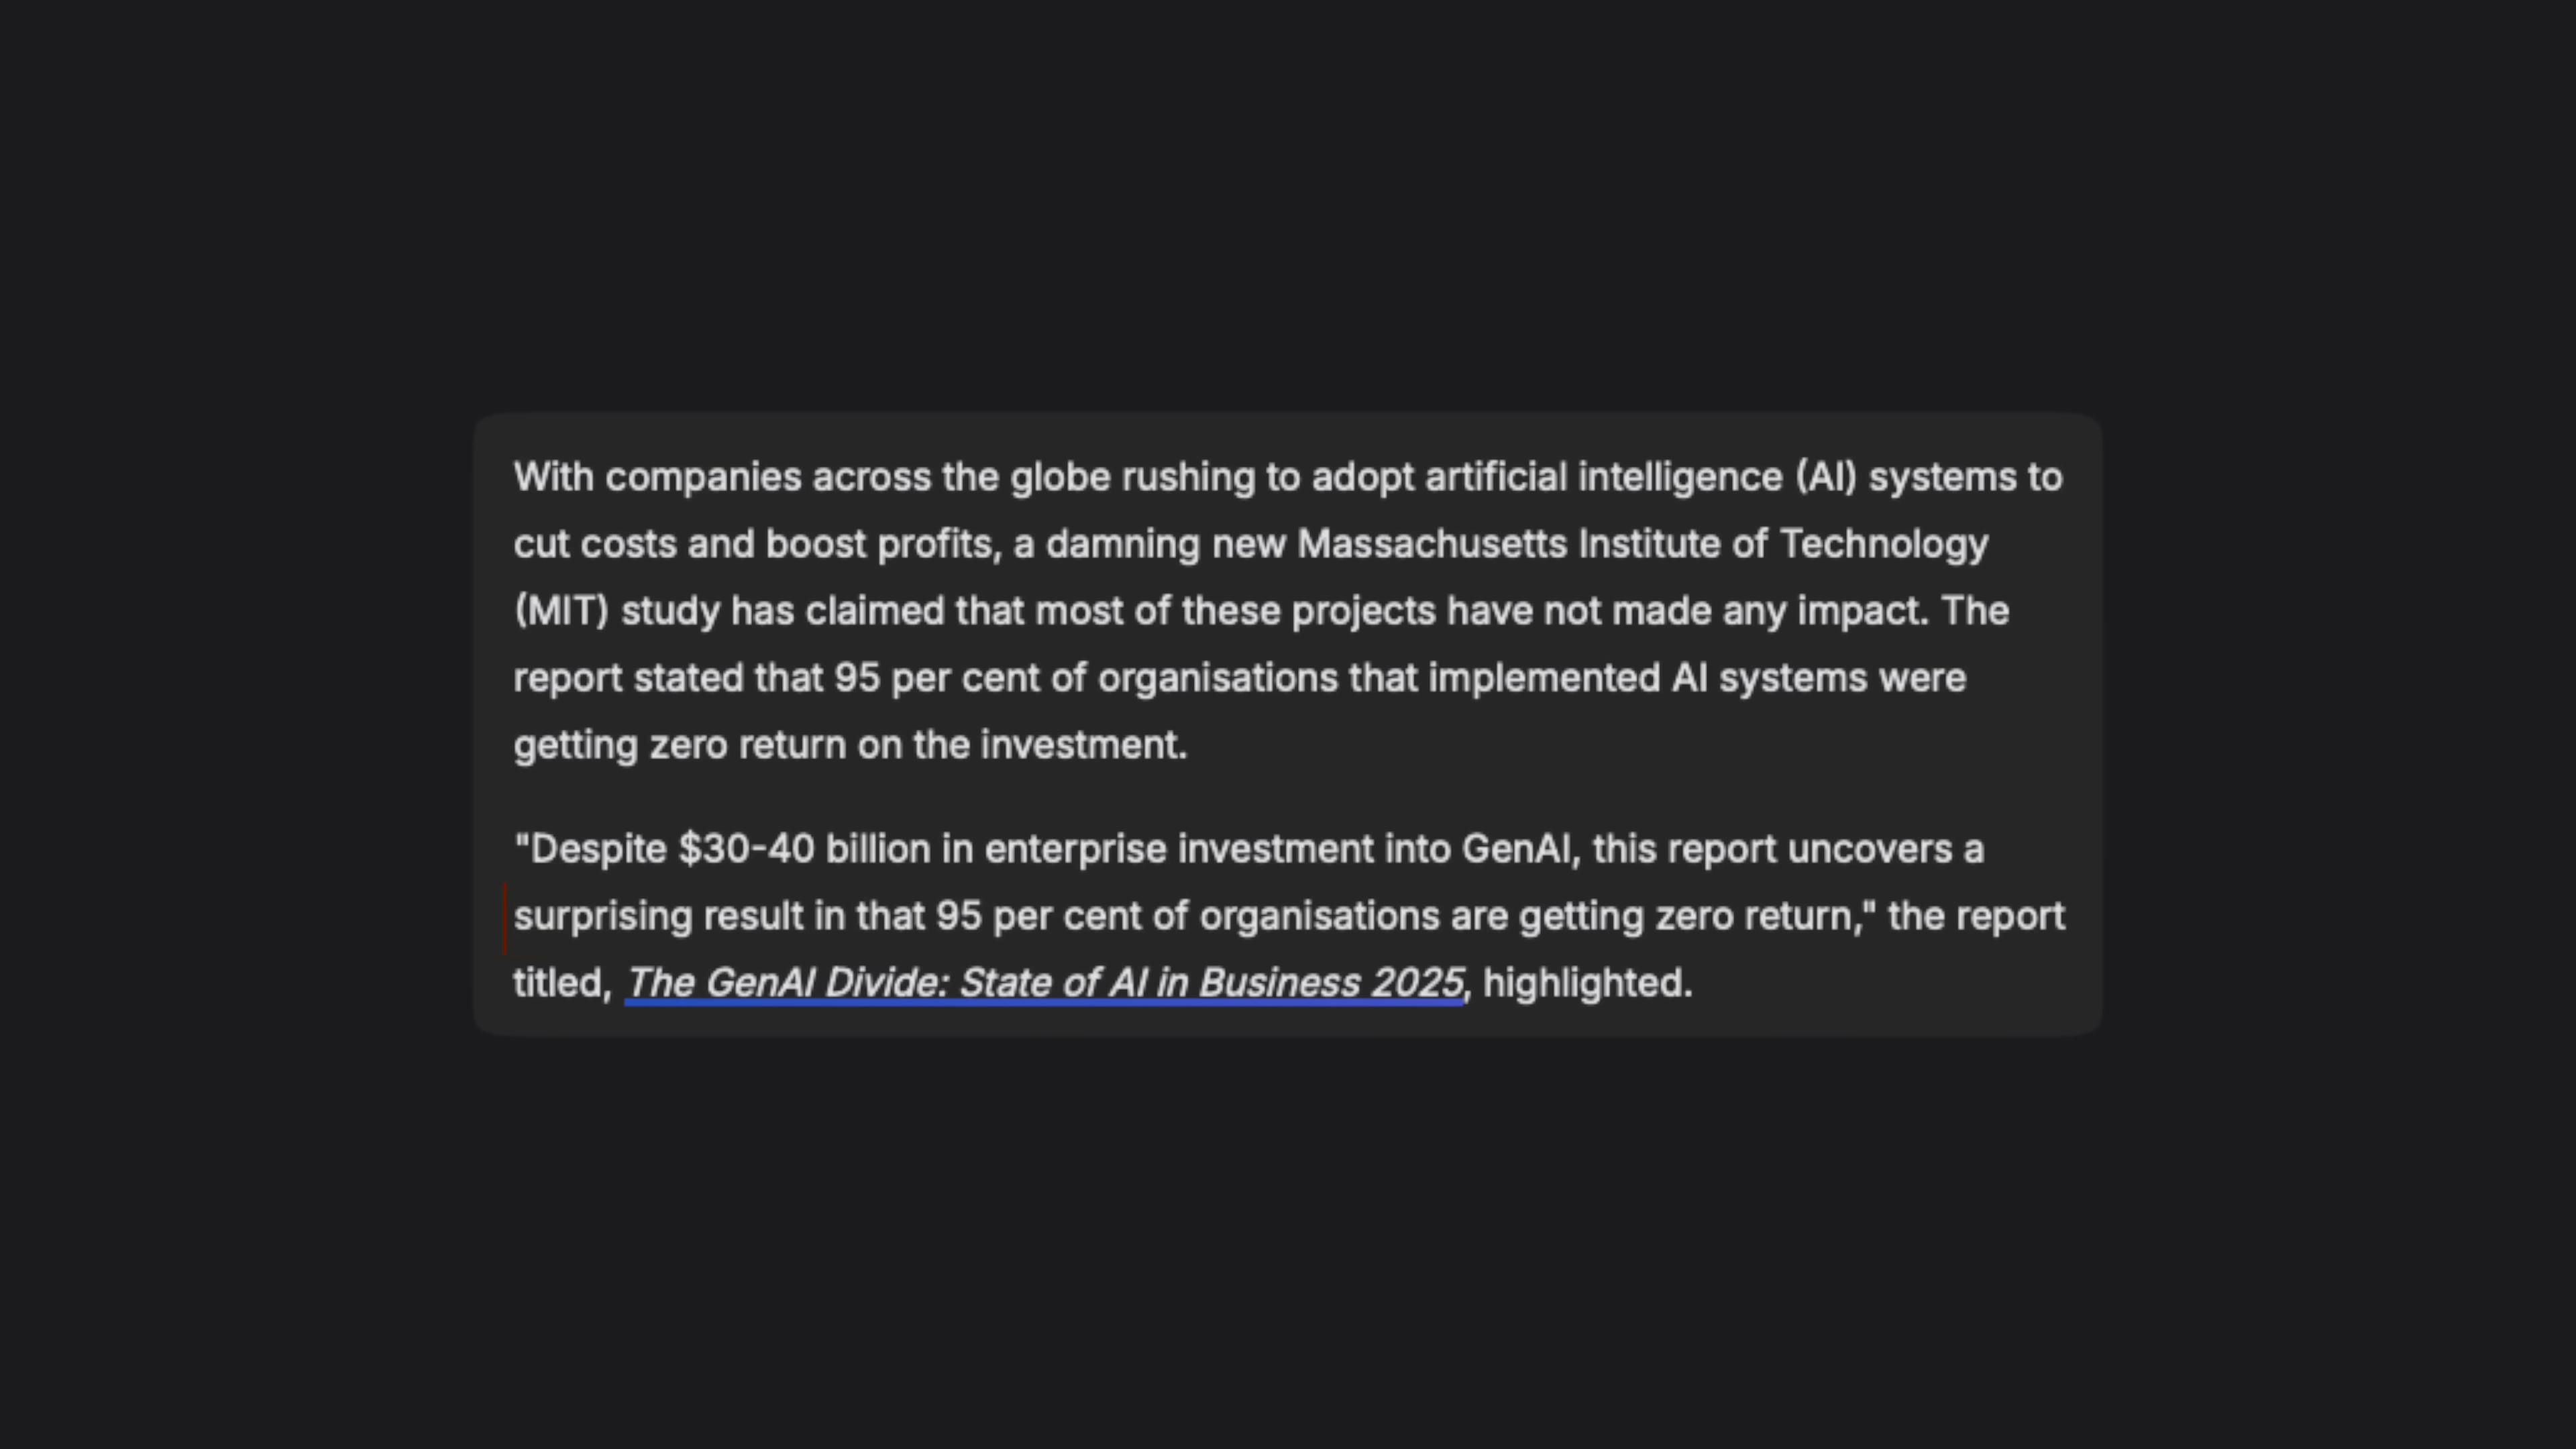 With companies across the globe rushing to adopt artificial intelligence (AI) systems to
cut costs and boost profits, a damning new Massachusetts Institute of Technology
(MIT) study has claimed that most of these projects have not made any impact. The
report stated that 95 per cent of organisations that implemented AI systems were
getting zero return on the investment.
"Despite $30-40 billion in enterprise investment into GenAI, this report uncovers a
surprising result in that 95 per cent of organisations are getting zero return," the report
titled, The GenAI Divide: State of AI in Business 2025, highlighted.